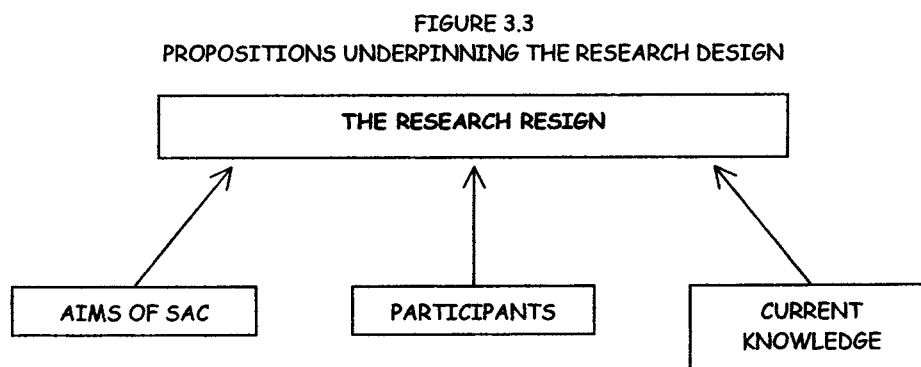 FIGURE 3.3
PROPOSITIONS UNDERPINNING THE RESEARCH DESIGN
THE RESEARCH RESIGN
AIMS OF SAC
PARTICIPANTS
CURRENT
KNOWLEDGE